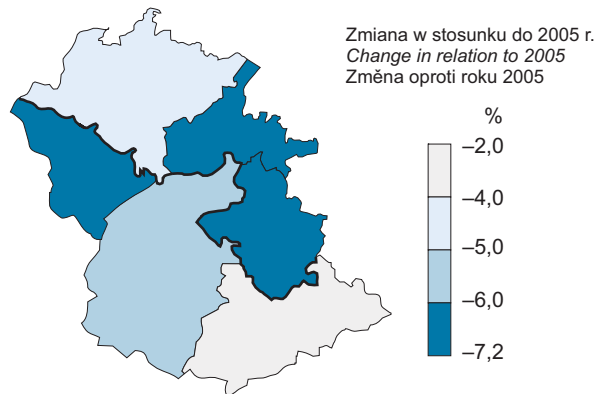 Zmiana w stosunku do 2005 r.
Change in relation to 2005
Změna oproti roku 2005
%
–2,0
–4,0
–5,0
–6,0
–7,2